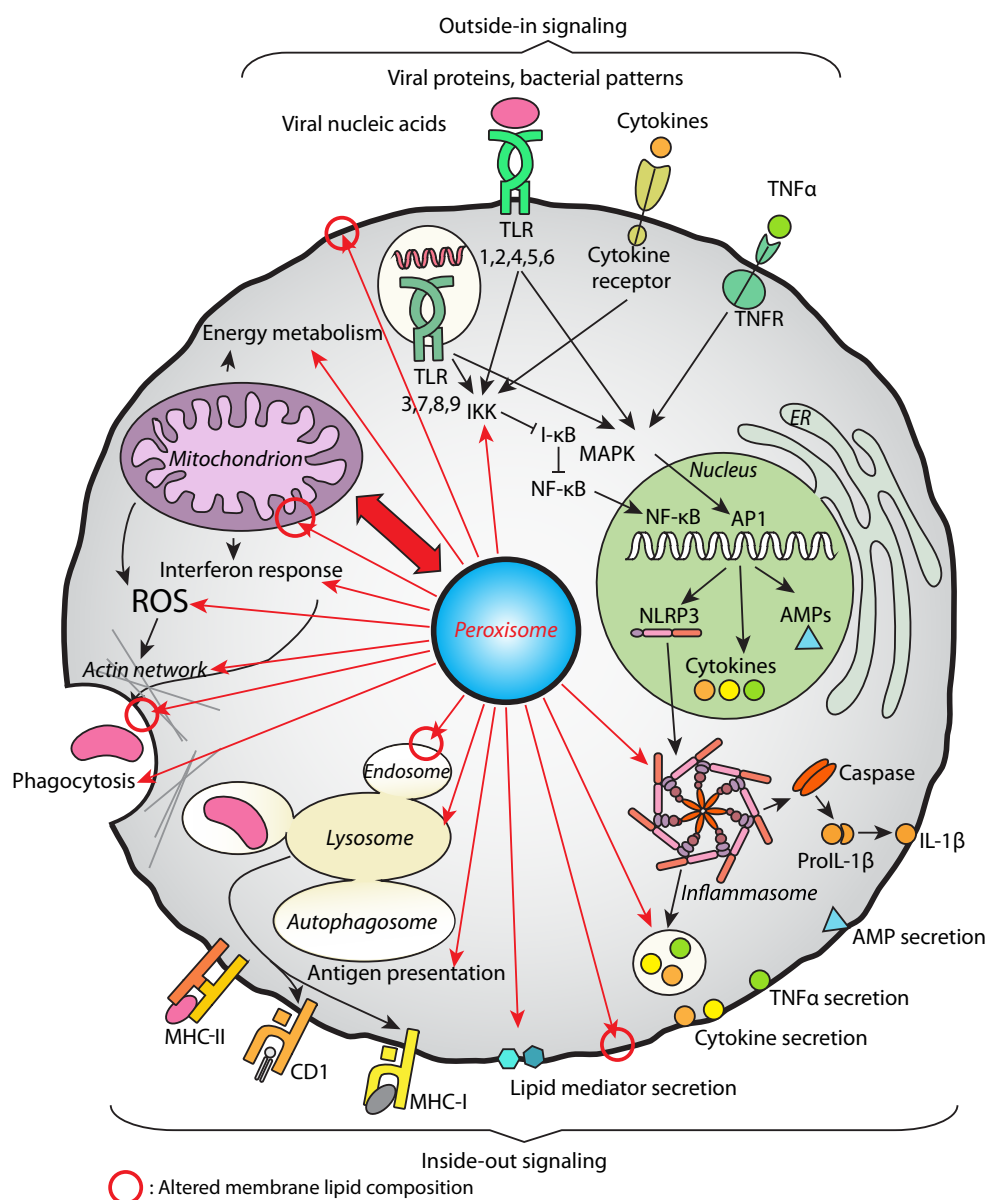 Outside-in signaling
Viral proteins, bacterial patterns
Viral nucleic acids
Cytokines
TNFα
TLR
1,2,4,5,6
Cytokine
receptor
TNFR
Energy metabolism
TLR
3,7,8,9
IKK
I-κB
MAPK
NF-κB
ER
Nucleus
Mitochondrion
NF-κB
AP1
Interferon response
ROS
Peroxisome
NLRP3
AMPs
Actin network
Cytokines
Phagocytosis
Endosome
Caspase
Lysosome
ProIL-1β
IL-1β
Inflammasome
Autophagosome
AMP secretion
Antigen presentation
TNFα secretion
MHC-II
Cytokine secretion
CD1
MHC-I
Lipid mediator secretion
Inside-out signaling
: Altered membrane lipid composition